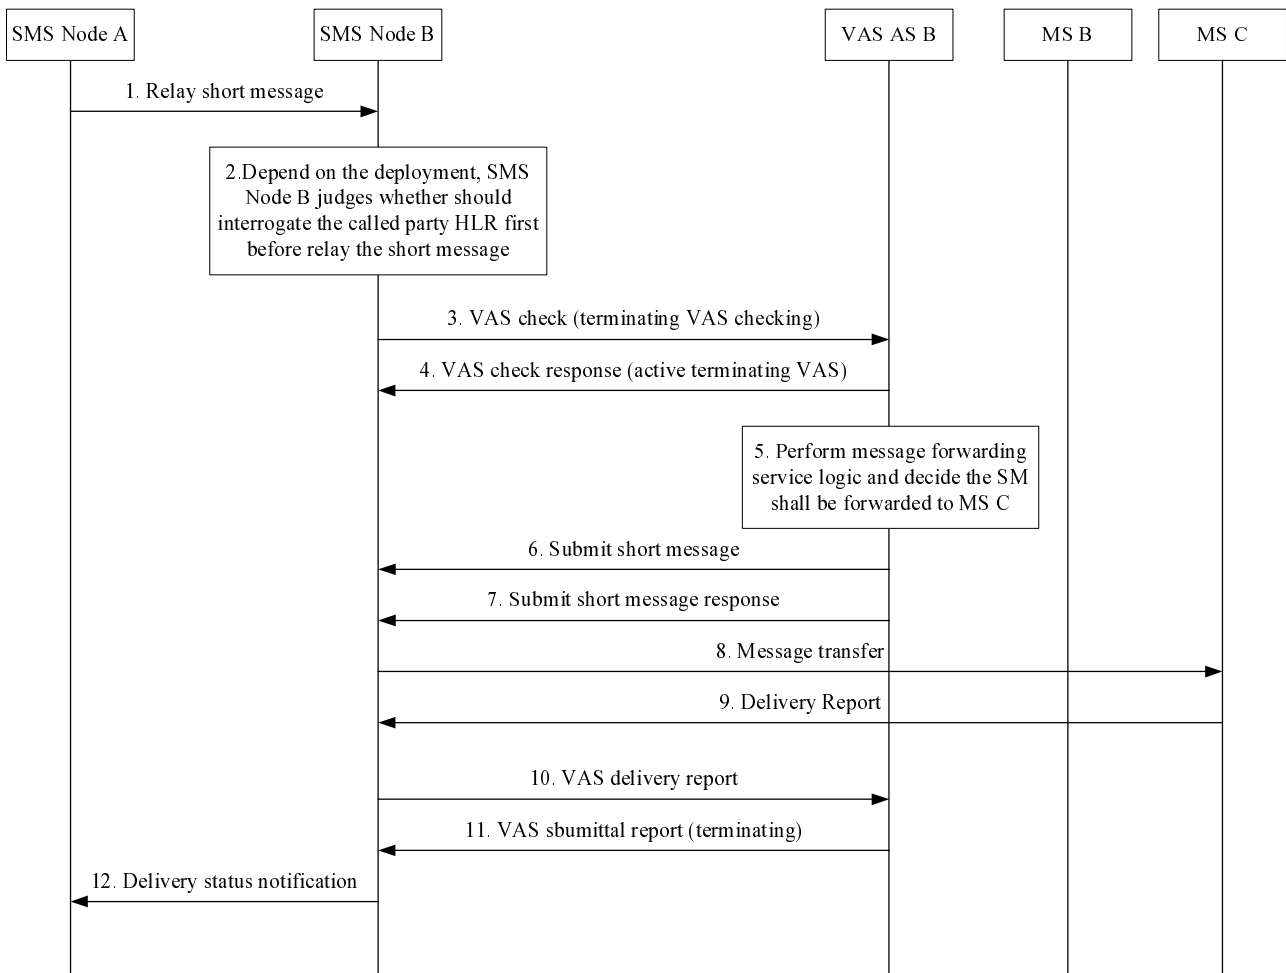 SMS Node A
SMS Node B
VAS AS B
MS B
MS C
1. Relay short message
2.Depend on the deployment, SMS
Node B judges whether should
interrogate the called party HLR first
before relay the short message
3. VAS check (terminating VAS checking)
4. VAS check response (active terminating VAS)
5. Perform message forwarding
service logic and decide the SM
shall be forwarded to MS C
6. Submit short message
7. Submit short message response
8. Message transfer
9. Delivery Report
10. VAS delivery report
11. VAS sbumittal report (terminating)
12. Delivery status notification